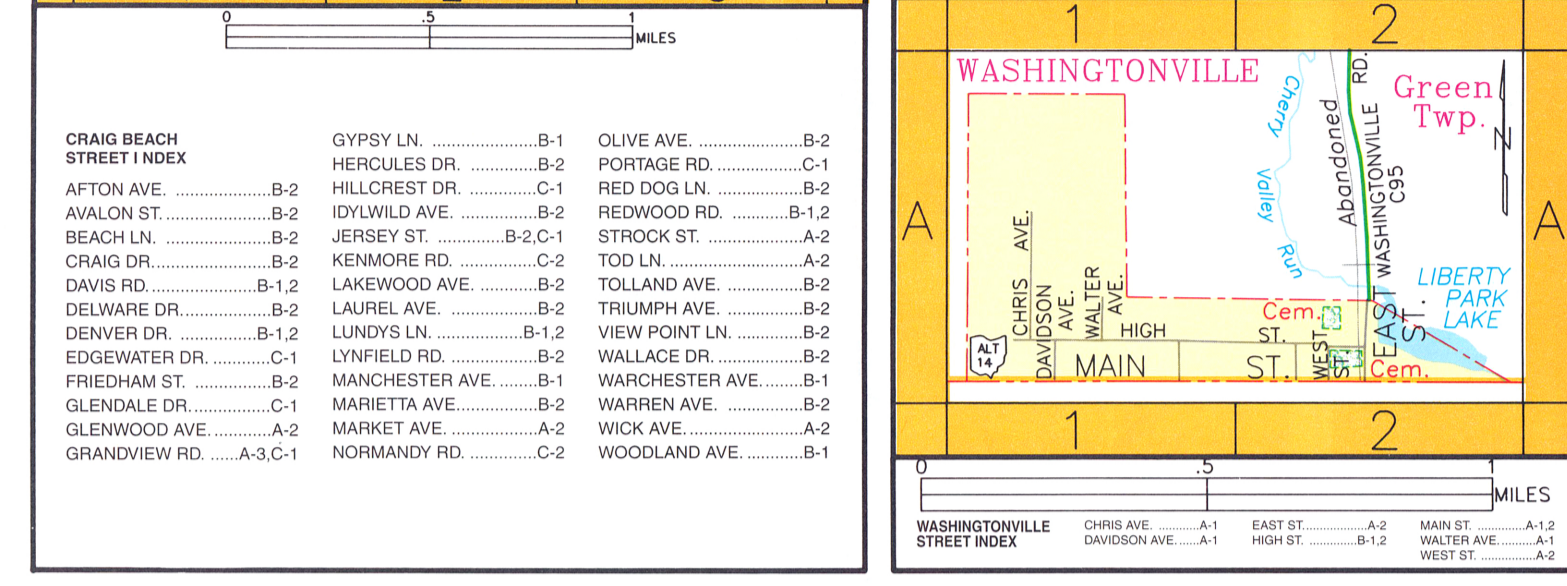 0 .5 1
MILES
CRAIG BEACH
STREET I NDEX
AFTON AVE. ......................B-2
AVALON ST.........................B-2
BEACH LN. ........................B-2
CRAIG DR...........................B-2
DAVIS RD.......................B-1,2
DELWARE DR. ...................B-2
DENVER DR. ..................B-1,2
EDGEWATER DR. .............C-1
FRIEDHAM ST. ..................B-2
GLENDALE DR..................C-1
GLENWOOD AVE..............A-2
GRANDVIEW RD. ......A-3,C-1
GYPSY LN. ........................B-1
HERCULES DR. .................B-2
HILLCREST DR. .................C-1
IDYLWILD AVE. ..................B-2
JERSEY ST. ................B-2,C-1
KENMORE RD. ..................C-2
LAKEWOOD AVE. ..............B-2
LAUREL AVE. .....................B-2
LUNDYS LN. ...................B-1,2
LYNFIELD RD. ....................B-2
MANCHESTER AVE...........B-1
MARIETTA AVE..................B-2
MARKET AVE. ...................A-2
NORMANDY RD. ................C-2
OLIVE AVE. ........................B-2
PORTAGE RD.....................C-1
RED DOG LN. ....................B-2
REDWOOD RD. ............B-1,2
STROCK ST. ......................A-2
TOD LN...............................A-2
TOLLAND AVE. ..................B-2
TRIUMPH AVE. ..................B-2
VIEW POINT LN. ................B-2
WALLACE DR. ....................B-2
WARCHESTER AVE..........B-1
WARREN AVE. ..................B-2
WICK AVE...........................A-2
WOODLAND AVE. .............B-1
1 2
WASHINGTONVILLE
Green
Twp.
N
A
A
Cherry
Valley
Run
Abandoned
WASHINGTONVILLE RD.
C95
LIBERTY
PARK
LAKE
CHRIS AVE.
DAVIDSON
AVE.
WALTER
AVE.
HIGH ST.
Cem.
EAST
ST.
WEST
ST.
ALT
14
MAIN ST.
Cem.
1 2
0 .5 1
MILES
WASHINGTONVILLE
STREET INDEX
CHRIS AVE. ...........A-1
DAVIDSON AVE.......A-1
EAST ST.................A-2
HIGH ST. .............B-1,2
MAIN ST. .............A-1,2
WALTER AVE..........A-1
WEST ST. ...............A-2